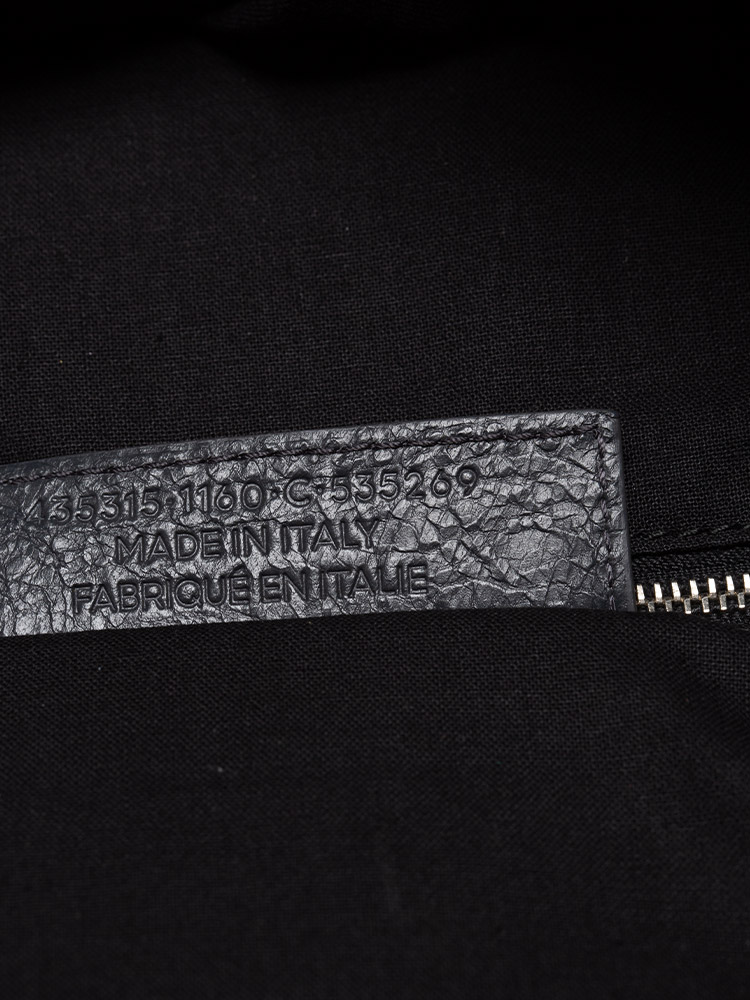 435315·1160·C·535269
MADE IN ITALY
FABRIQUÉ EN ITALIE